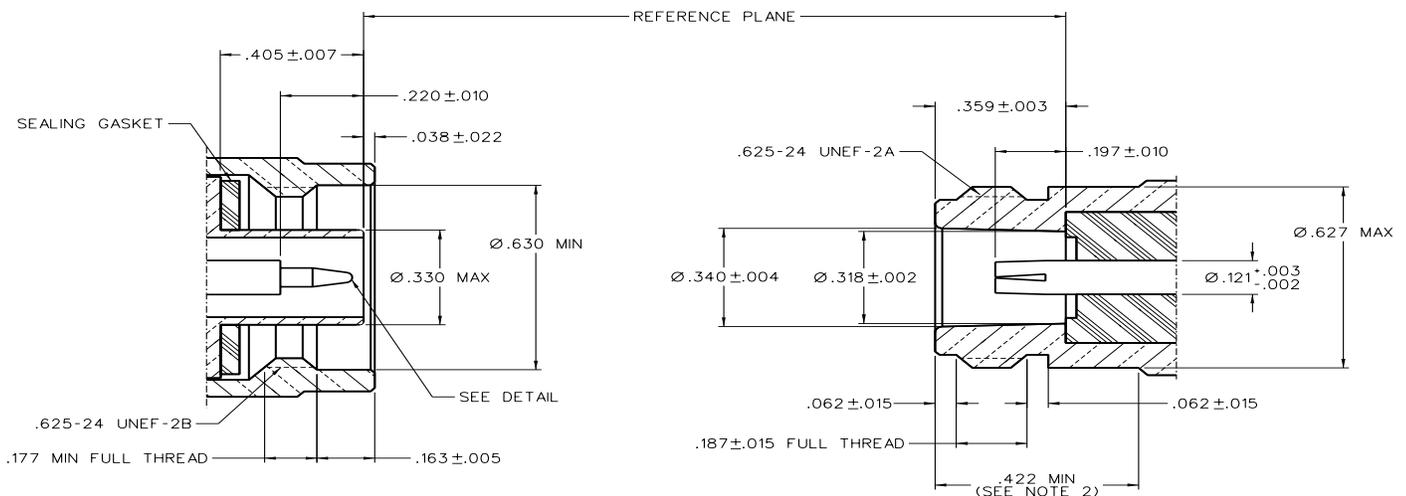 REFERENCE PLANE
.405±.007
.220±.010
SEALING GASKET
.038±.022
Ø.630 MIN
Ø.330 MAX
SEE DETAIL
.625-24 UNEF-2B
.177 MIN FULL THREAD
.163±.005
.359±.003
.625-24 UNEF-2A
.197±.010
Ø.627 MAX
Ø.340±.004
Ø.318±.002
Ø.121+.003
-.002
.062±.015
.062±.015
.187±.015 FULL THREAD
.422 MIN
(SEE NOTE 2)